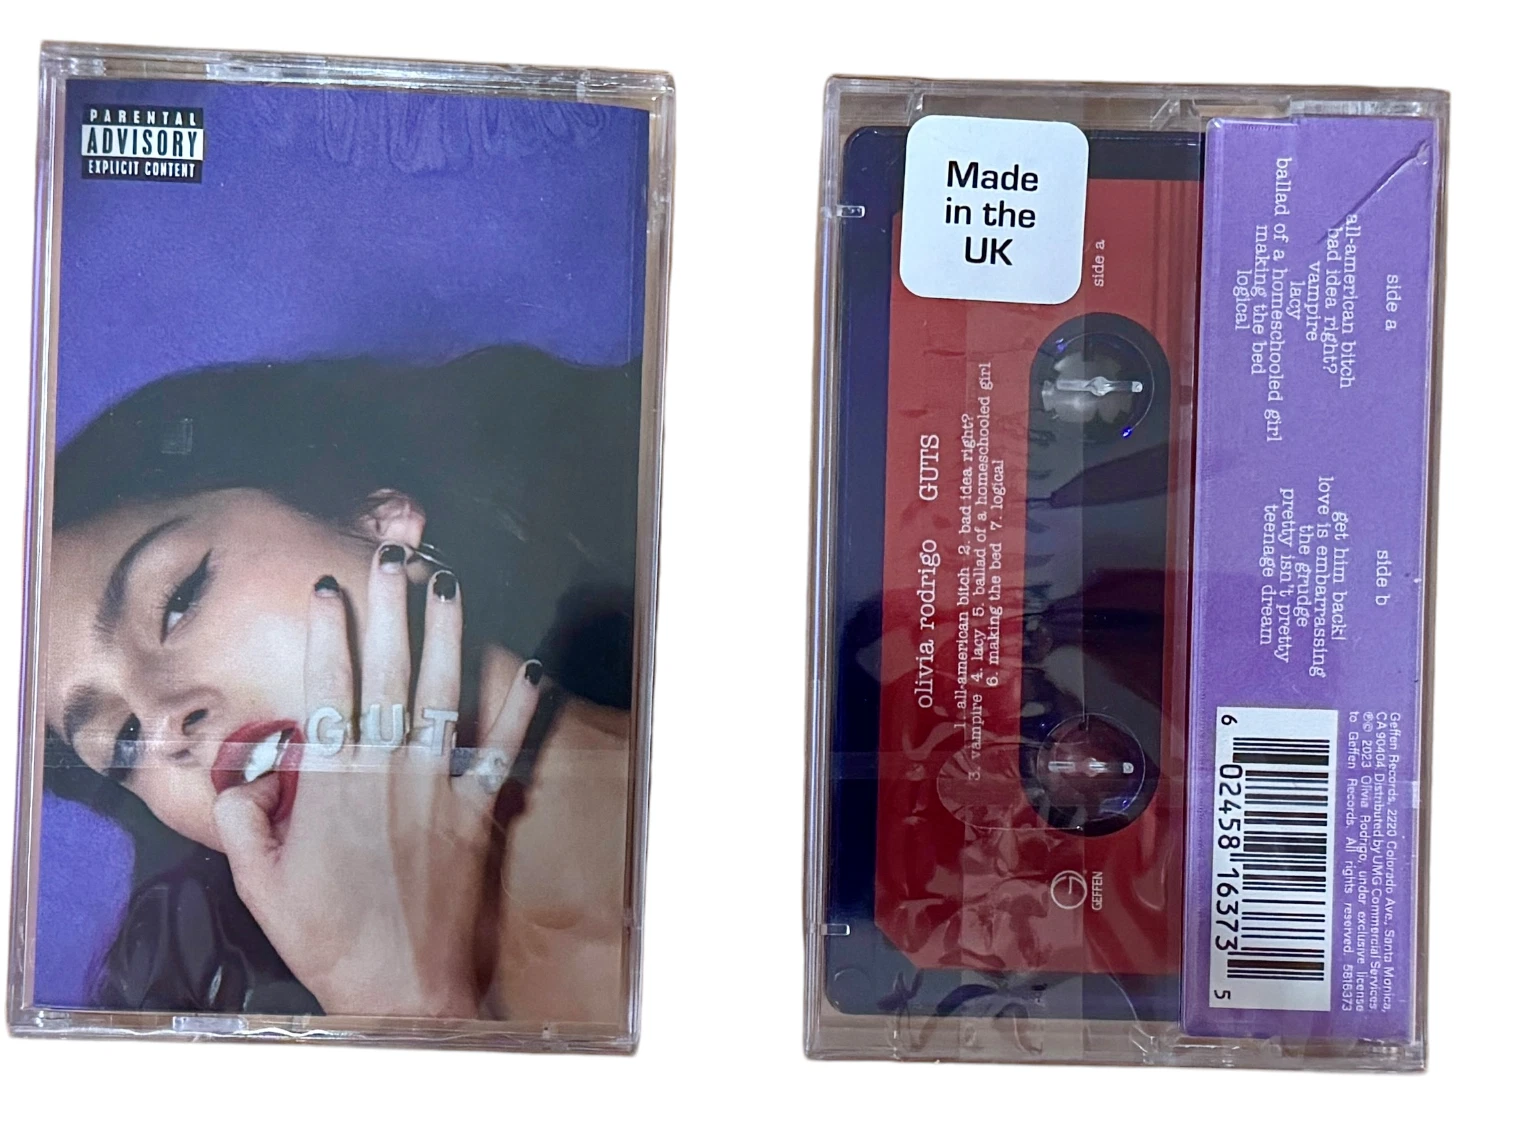 PARENTAL
ADVISORY
EXPLICIT CONTENT
GUTS
Made
in the
UK
side a
olivia rodrigo GUTS
1. all-american bitch 2. bad idea right?
3. vampire 4. lacy 5. ballad of a homeschooled girl
6. making the bed 7. logical
GEFFEN
side a
all-american bitch
bad idea right?
vampire
lacy
ballad of a homeschooled girl
making the bed
logical
side b
get him back!
love is embarrassing
the grudge
pretty isn't pretty
teenage dream
Geffen Records, 2220 Colorado Ave., Santa Monica,
CA 90404. Distributed by UMG Commercial Services.
℗© 2023 Olivia Rodrigo, under exclusive license
to Geffen Records. All rights reserved. 5816373
6 02458 16373 5